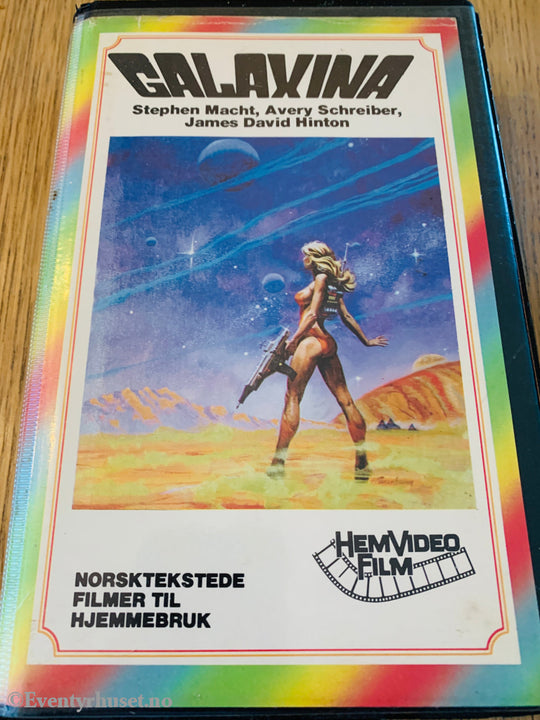 GALAXINA
Stephen Macht, Avery Schreiber,
James David Hinton
HEMVIDEO
FILM
NORSKTEKSTEDE
FILMER TIL
HJEMMEBRUK
©Eventyrhuset.no